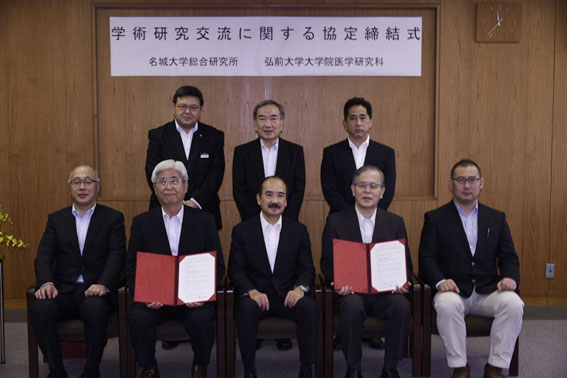 学術研究交流に関する協定締結式
名城大学総合研究所　　弘前大学大学院医学研究科